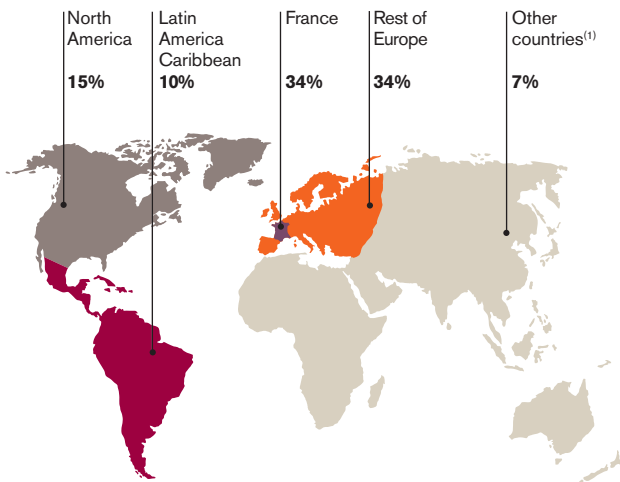 North
America
15%
Latin
America
Caribbean
10%
France
34%
Rest of
Europe
34%
Other
countries(1)
7%